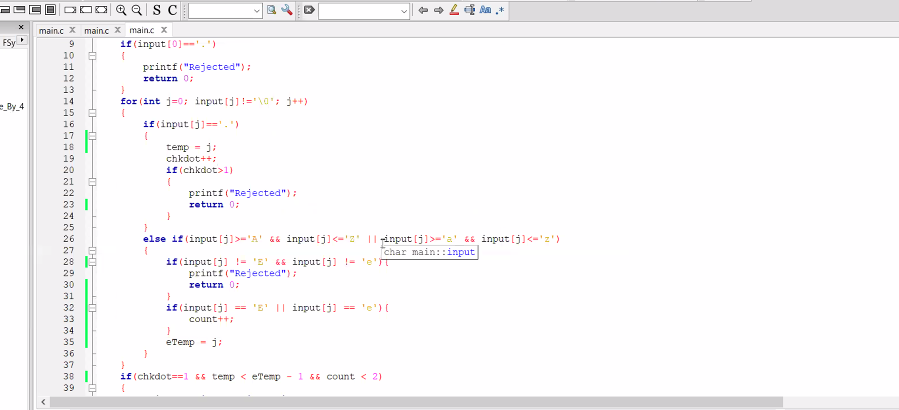 S C
Aa .*
main.c X main.c X main.c X
FSy
e_By_4
9 if(input[0]=='.')
10 {
11 printf("Rejected");
12 return 0;
13 }
14 for(int j=0; input[j]!='\0'; j++)
15 {
16 if(input[j]=='.')
17 {
18 temp = j;
19 chkdot++;
20 if(chkdot>1)
21 {
22 printf("Rejected");
23 return 0;
24 }
25 }
26 else if(input[j]>='A' && input[j]<='Z' || input[j]>='a' && input[j]<='z')
27 {
char main::input
28 if(input[j] != 'E' && input[j] != 'e'){
29 printf("Rejected");
30 return 0;
31 }
32 if(input[j] == 'E' || input[j] == 'e'){
33 count++;
34 }
35 eTemp = j;
36 }
37 }
38 if(chkdot==1 && temp < eTemp - 1 && count < 2)
39 {